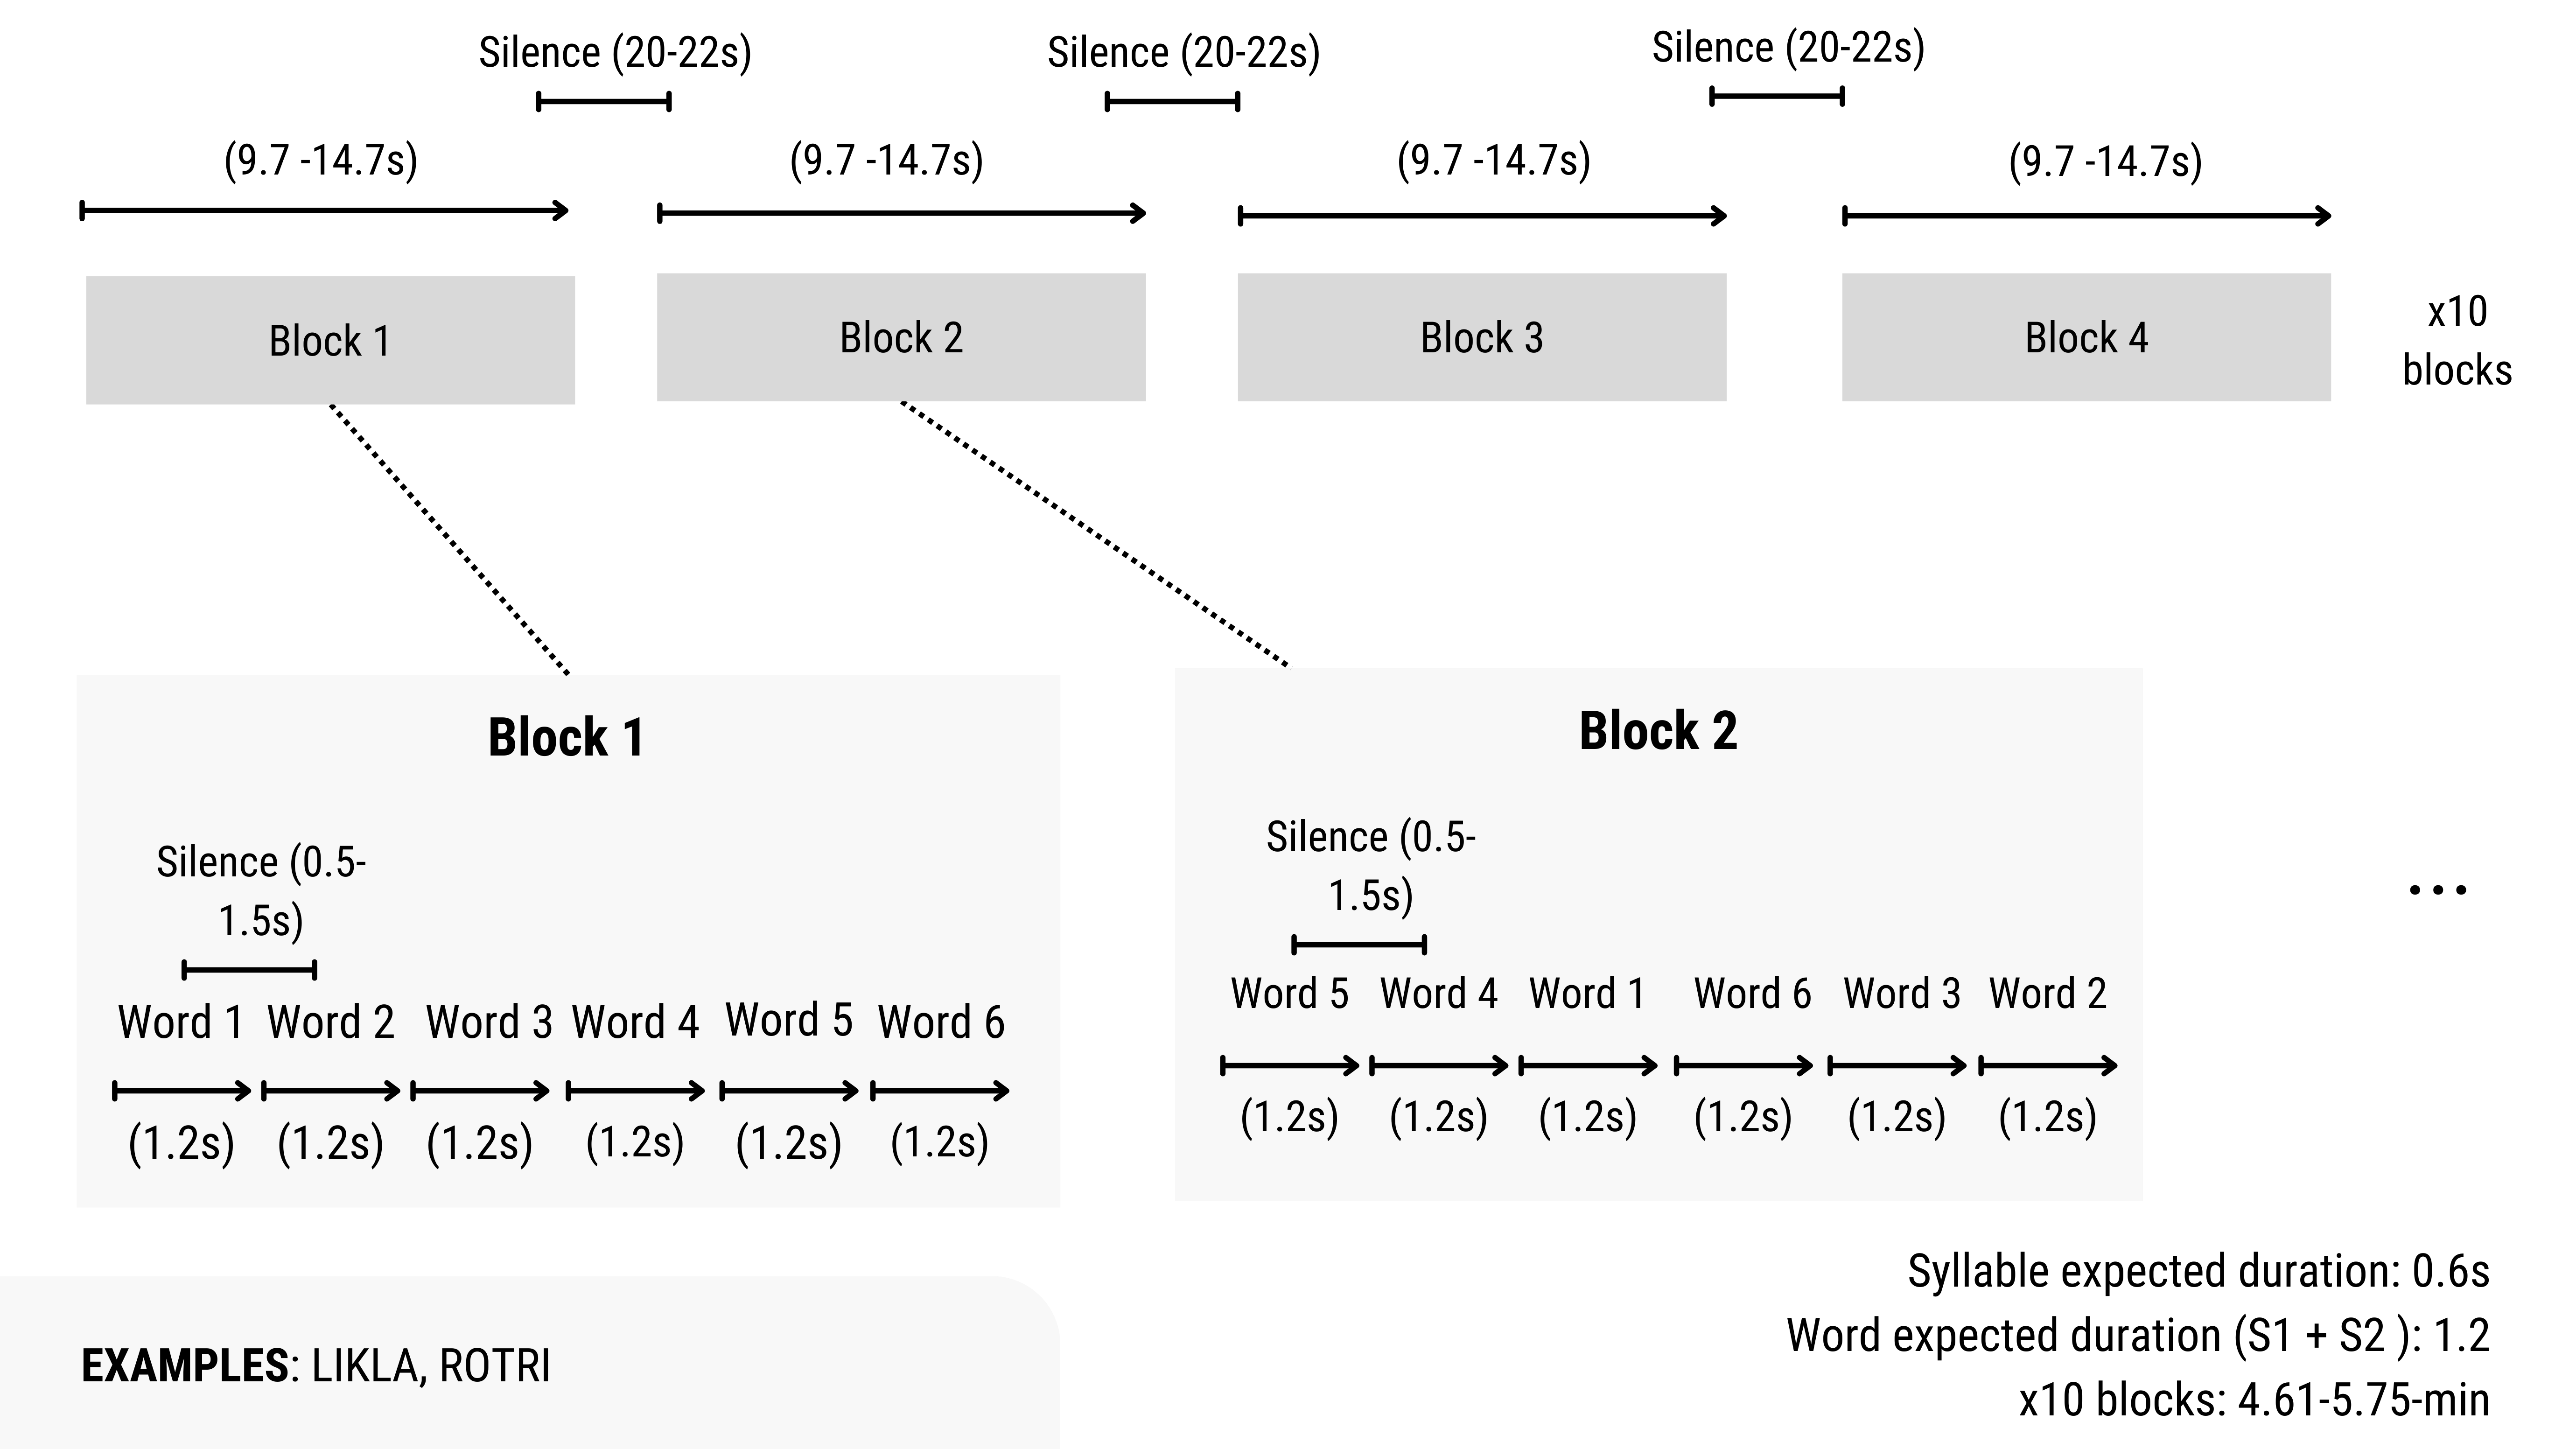 Silence (20-22s)
Silence (20-22s)
Silence (20-22s)
(9.7 -14.7s)
(9.7 -14.7s)
(9.7 -14.7s)
(9.7 -14.7s)
Block 1
Block 2
Block 3
Block 4
x10
blocks
Block 1
Silence (0.5-
1.5s)
Word 1 Word 2 Word 3 Word 4 Word 5 Word 6
(1.2s) (1.2s) (1.2s) (1.2s) (1.2s) (1.2s)
Block 2
Silence (0.5-
1.5s)
Word 5 Word 4 Word 1 Word 6 Word 3 Word 2
(1.2s) (1.2s) (1.2s) (1.2s) (1.2s) (1.2s)
...
EXAMPLES: LIKLA, ROTRI
Syllable expected duration: 0.6s
Word expected duration (S1 + S2 ): 1.2
x10 blocks: 4.61-5.75-min